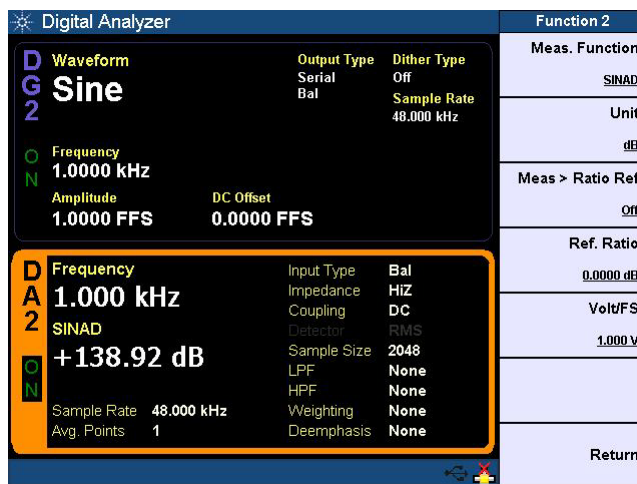 Digital Analyzer
DG2
ON
Waveform
Sine
Output Type
Serial
Bal
Dither Type
Off
Sample Rate
48.000 kHz
Frequency
1.0000 kHz
Amplitude
1.0000 FFS
DC Offset
0.0000 FFS
DA2
ON
Frequency
1.000 kHz
SINAD
+138.92 dB
Sample Rate 48.000 kHz
Avg. Points 1
Input Type Bal
Impedance HiZ
Coupling DC
Detector RMS
Sample Size 2048
LPF None
HPF None
Weighting None
Deemphasis None
Function 2
Meas. Function
SINAD
Unit
dB
Meas > Ratio Ref
Off
Ref. Ratio
0.0000 dB
Volt/FS
1.000 V
Return